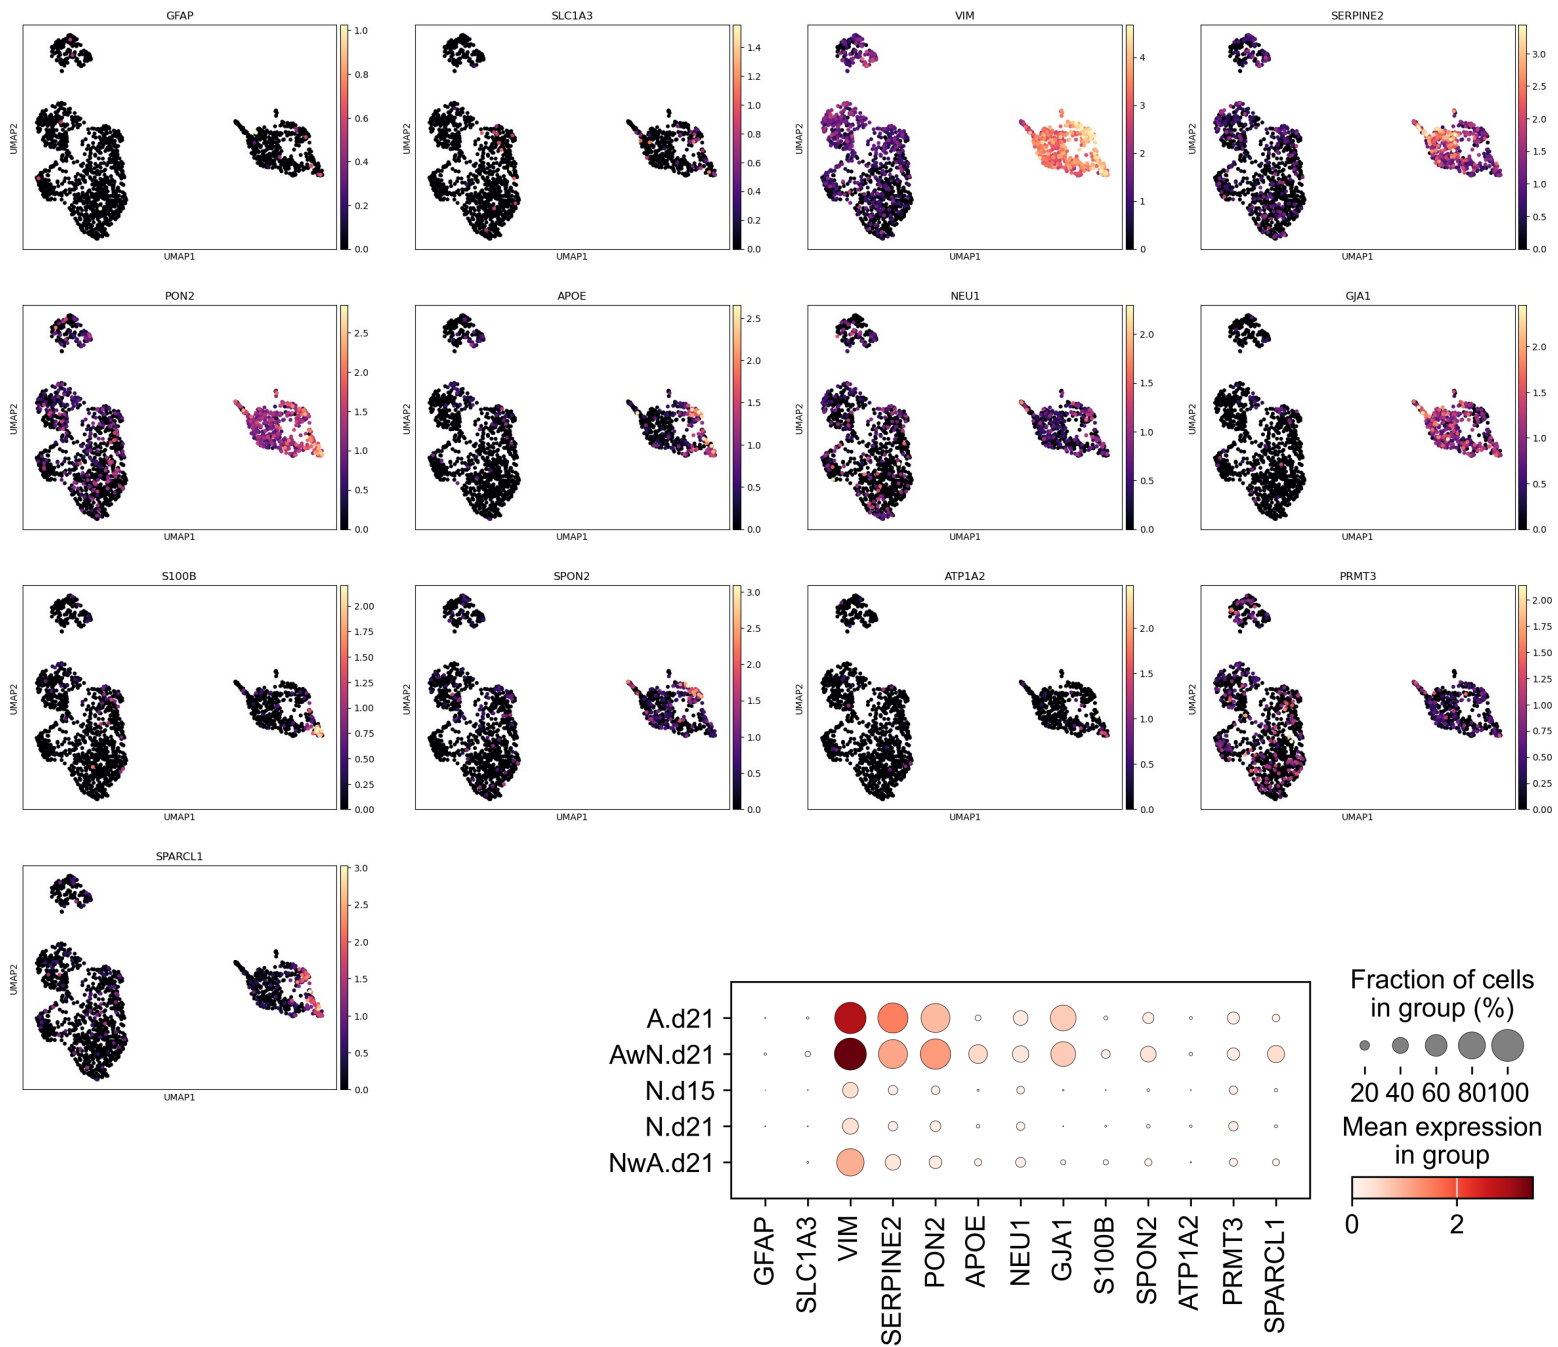 GFAP
1.0
0.8
0.6
0.4
0.2
0.0
UMAP2
UMAP1
SLC1A3
1.4
1.2
1.0
0.8
0.6
0.4
0.2
0.0
UMAP2
UMAP1
VIM
4
3
2
1
0
UMAP2
UMAP1
SERPINE2
3.0
2.5
2.0
1.5
1.0
0.5
0.0
UMAP2
UMAP1
PON2
2.5
2.0
1.5
1.0
0.5
0.0
UMAP2
UMAP1
APOE
2.5
2.0
1.5
1.0
0.5
0.0
UMAP2
UMAP1
NEU1
2.0
1.5
1.0
0.5
0.0
UMAP2
UMAP1
GJA1
2.0
1.5
1.0
0.5
0.0
UMAP2
UMAP1
S100B
2.00
1.75
1.50
1.25
1.00
0.75
0.50
0.25
0.00
UMAP2
UMAP1
SPON2
3.0
2.5
2.0
1.5
1.0
0.5
0.0
UMAP2
UMAP1
ATP1A2
2.0
1.5
1.0
0.5
0.0
UMAP2
UMAP1
PRMT3
2.00
1.75
1.50
1.25
1.00
0.75
0.50
0.25
0.00
UMAP2
UMAP1
SPARCL1
3.0
2.5
2.0
1.5
1.0
0.5
0.0
UMAP2
UMAP1
A.d21
AwN.d21
N.d15
N.d21
NwA.d21
GFAP
SLC1A3
VIM
SERPINE2
PON2
APOE
NEU1
GJA1
S100B
SPON2
ATP1A2
PRMT3
SPARCL1
Fraction of cells
in group (%)
20 40 60 80100
Mean expression
in group
0 2